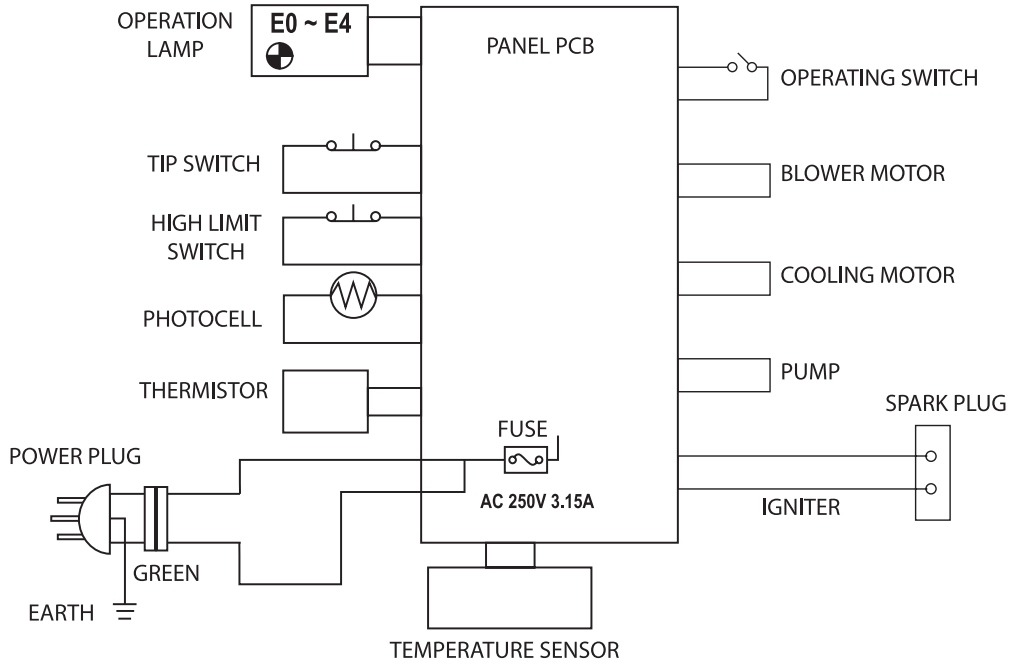 OPERATION
LAMP
E0 ~ E4
PANEL PCB
OPERATING SWITCH
TIP SWITCH
BLOWER MOTOR
HIGH LIMIT
SWITCH
COOLING MOTOR
PHOTOCELL
THERMISTOR
PUMP
SPARK PLUG
FUSE
POWER PLUG
AC 250V 3.15A
IGNITER
GREEN
EARTH
TEMPERATURE SENSOR